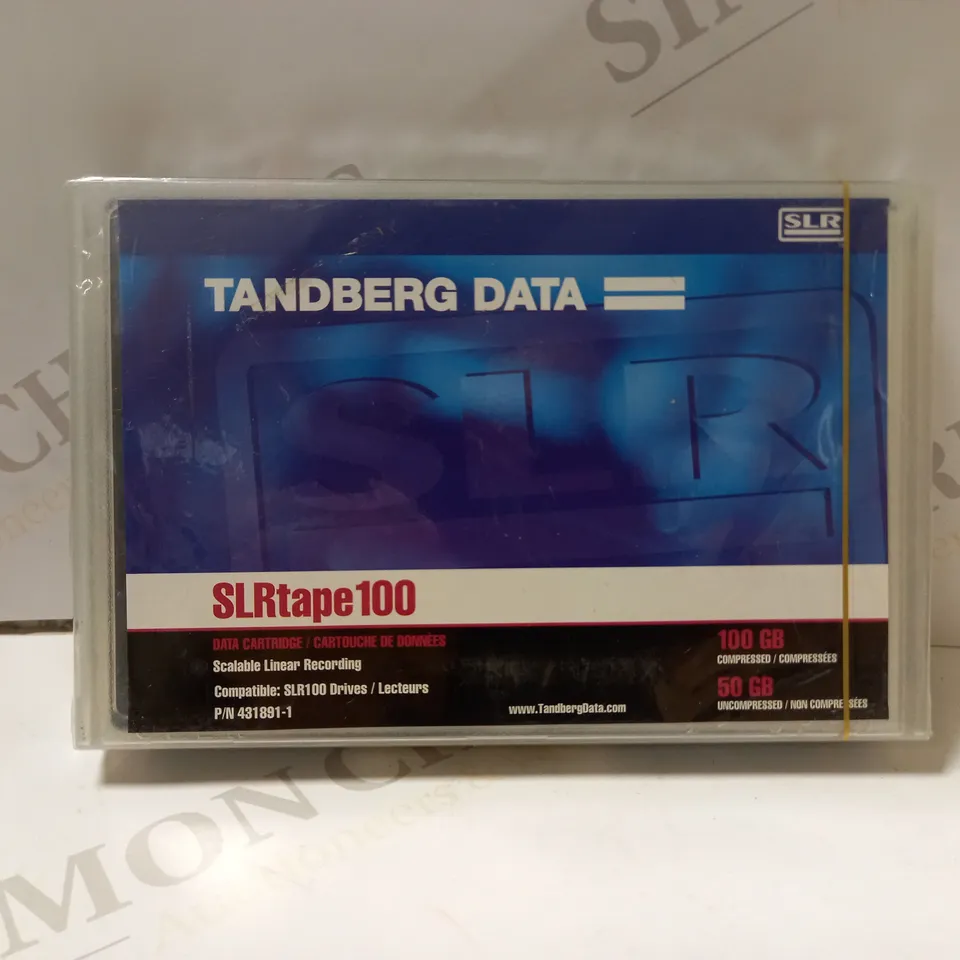 SLR
TANDBERG DATA
SLR
SLRtape100
DATA CARTRIDGE / CARTOUCHE DE DONNÉES
Scalable Linear Recording
Compatible: SLR100 Drives / Lecteurs
P/N 431891-1
www.TandbergData.com
100 GB
COMPRESSED / COMPRESSÉES
50 GB
UNCOMPRESSED / NON COMPRESSÉES